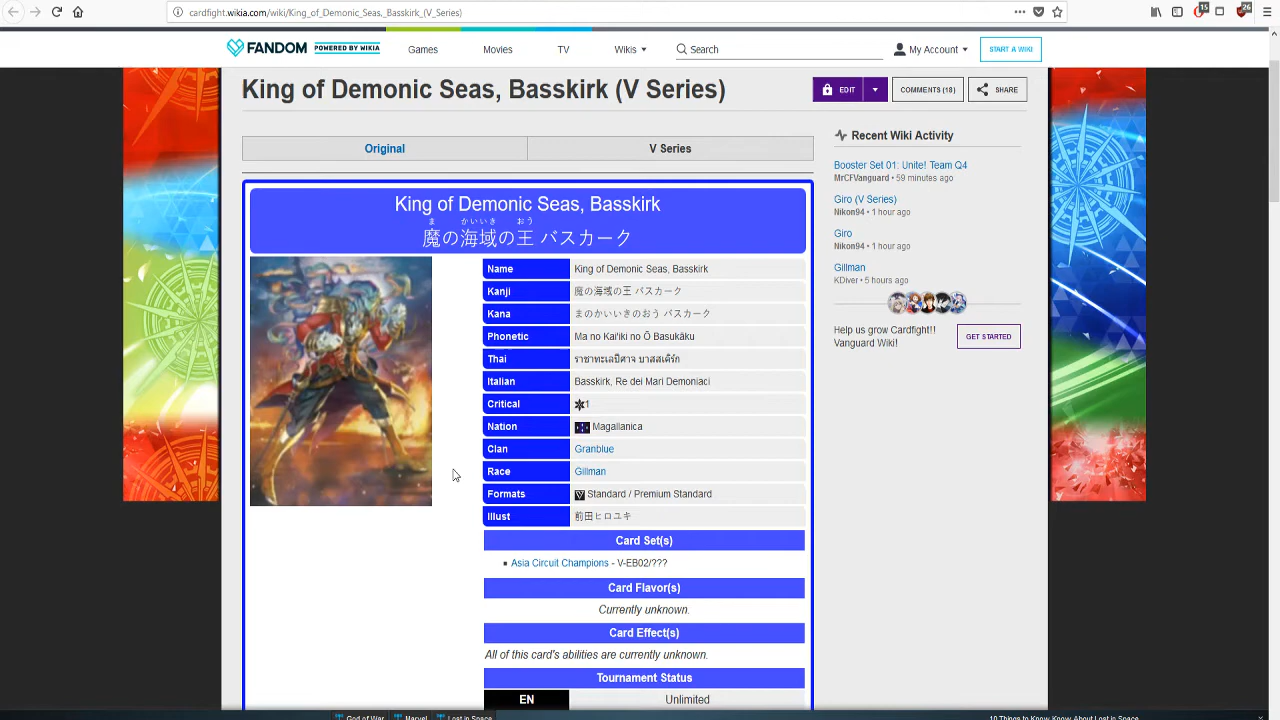 cardfight.wikia.com/wiki/King_of_Demonic_Seas,_Basskirk_(V_Series)
15
26
FANDOM POWERED BY WIKIA
Games
Movies
TV
Wikis
Search
My Account
START A WIKI
King of Demonic Seas, Basskirk (V Series)
EDIT
COMMENTS (18)
SHARE
Original
V Series
King of Demonic Seas, Basskirk
ま かいいき おう
魔の海域の王 バスカーク
Name King of Demonic Seas, Basskirk
Kanji 魔の海域の王 バスカーク
Kana まのかいいきのおう バスカーク
Phonetic Ma no Kai'iki no Ō Basukāku
Thai ราชาทะเลปีศาจ บาสสเคิร์ก
Italian Basskirk, Re dei Mari Demoniaci
Critical 1
Nation Magallanica
Clan Granblue
Race Gillman
Formats Standard / Premium Standard
Illust 前田ヒロユキ
Card Set(s)
Asia Circuit Champions - V-EB02/???
Card Flavor(s)
Currently unknown.
Card Effect(s)
All of this card's abilities are currently unknown.
Tournament Status
EN Unlimited
Recent Wiki Activity
Booster Set 01: Unite! Team Q4
MrCFVanguard • 59 minutes ago
Giro (V Series)
Nikon94 • 1 hour ago
Giro
Nikon94 • 1 hour ago
Gillman
KDiver • 5 hours ago
Help us grow Cardfight!!
Vanguard Wiki!
GET STARTED
God of War
Marvel
Lost in Space
10 Things to Know Know About Lost in Space